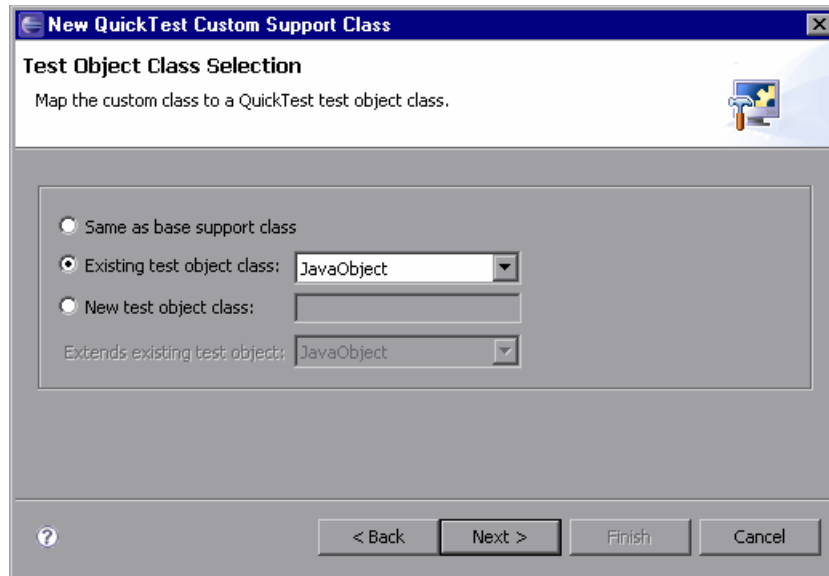 New QuickTest Custom Support Class
Test Object Class Selection
Map the custom class to a QuickTest test object class.
Same as base support class
Existing test object class: JavaObject
New test object class:
Extends existing test object: JavaObject
? < Back Next > Finish Cancel